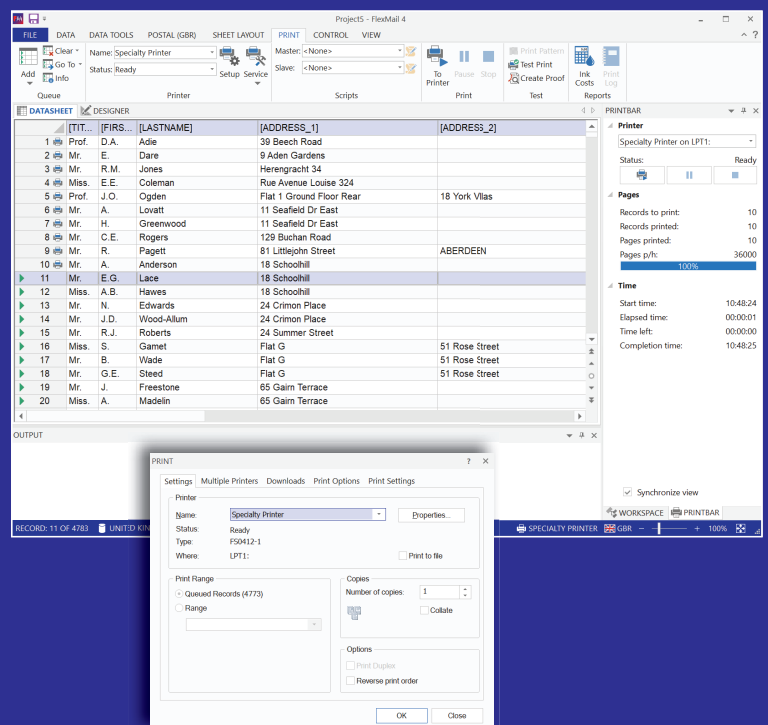 FM
Project5 - FlexMail 4
FILE DATA DATA TOOLS POSTAL (GBR) SHEET LAYOUT PRINT CONTROL VIEW
Add
Clear
Go To
Info
Queue
Name: Specialty Printer
Status: Ready
Setup Service
Printer
Master: <None>
Slave: <None>
Scripts
To Printer Pause Stop
Print
Print Pattern
Test Print
Create Proof
Test
Ink Costs Print Log
Reports
DATASHEET DESIGNER
[TIT... [FIRS... [LASTNAME] [ADDRESS_1] [ADDRESS_2]
1 Prof. D.A. Adie 39 Beech Road
2 Mr. E. Dare 9 Aden Gardens
3 Mr. R.M. Jones Herengracht 34
4 Miss. E.E. Coleman Rue Avenue Louise 324
5 Prof. J.O. Ogden Flat 1 Ground Floor Rear 18 York Vllas
6 Mr. A. Lovatt 11 Seafield Dr East
7 Mr. H. Greenwood 11 Seafield Dr East
8 Mr. C.E. Rogers 129 Buchan Road
9 Mr. R. Pagett 81 Littlejohn Street ABERDEEN
10 Mr. A. Anderson 18 Schoolhill
11 Mr. E.G. Lace 18 Schoolhill
12 Miss. A.B. Hawes 18 Schoolhill
13 Mr. N. Edwards 24 Crimon Place
14 Mr. J.D. Wood-Allum 24 Crimon Place
15 Mr. R.J. Roberts 24 Summer Street
16 Miss. S. Gamet Flat G 51 Rose Street
17 Mr. B. Wade Flat G 51 Rose Street
18 Mr. G.E. Steed Flat G 51 Rose Street
19 Mr. J. Freestone 65 Gairn Terrace
20 Miss. A. Madelin 65 Gairn Terrace
PRINTBAR
Printer
Specialty Printer on LPT1:
Status: Ready
Pages
Records to print: 10
Records printed: 10
Pages printed: 10
Pages p/h: 36000
100%
Time
Start time: 10:48:24
Elapsed time: 00:00:01
Time left: 00:00:00
Completion time: 10:48:25
Synchronize view
WORKSPACE PRINTBAR
OUTPUT
RECORD: 11 OF 4783 UNITED KIN
SPECIALTY PRINTER GBR - + 100%
PRINT ?
Settings Multiple Printers Downloads Print Options Print Settings
Printer
Name: Specialty Printer Properties...
Status: Ready
Type: FS0412-1
Where: LPT1: Print to file
Print Range
Queued Records (4773)
Range
Copies
Number of copies: 1
Collate
Options
Print Duplex
Reverse print order
OK Close